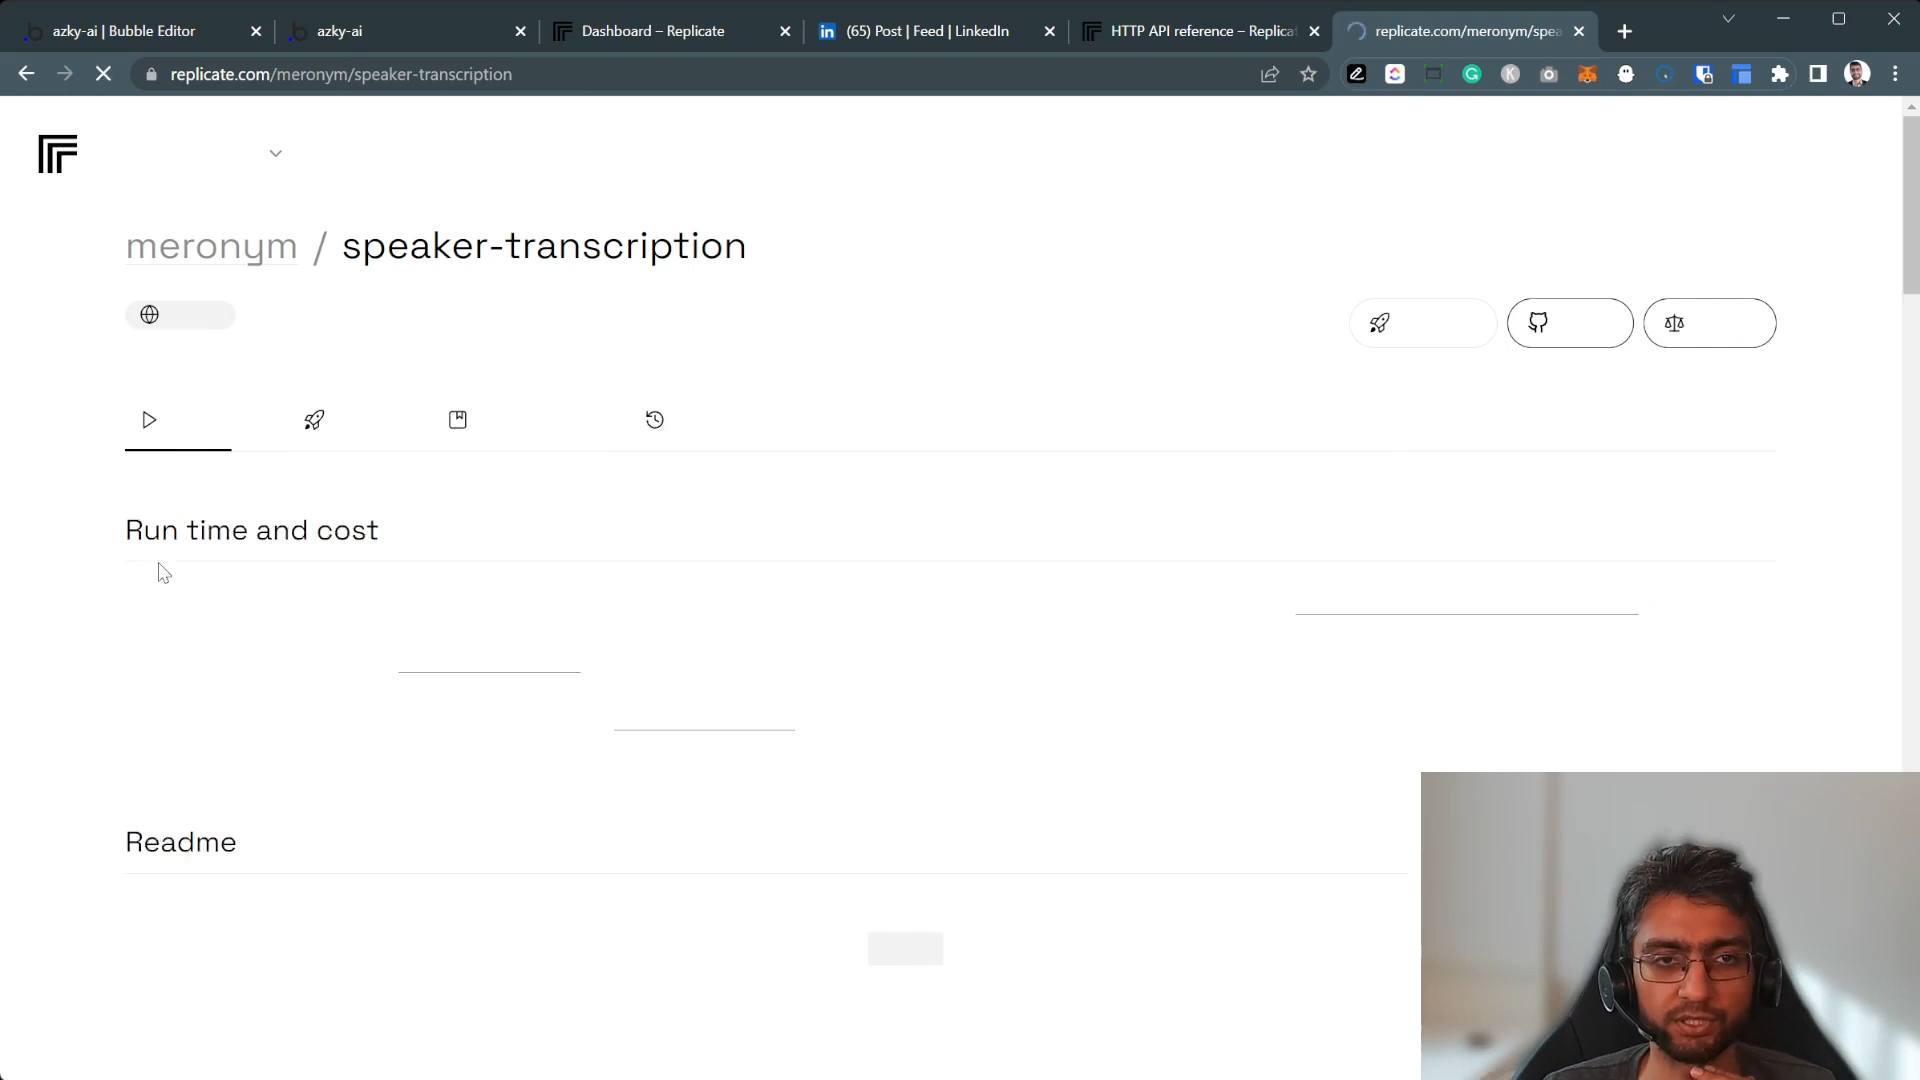 azky-ai | Bubble Editor
azky-ai
Dashboard – Replicate
(65) Post | Feed | LinkedIn
HTTP API reference – Replicat
replicate.com/meronym/spea
replicate.com/meronym/speaker-transcription
meronym / speaker-transcription
Run time and cost
Readme